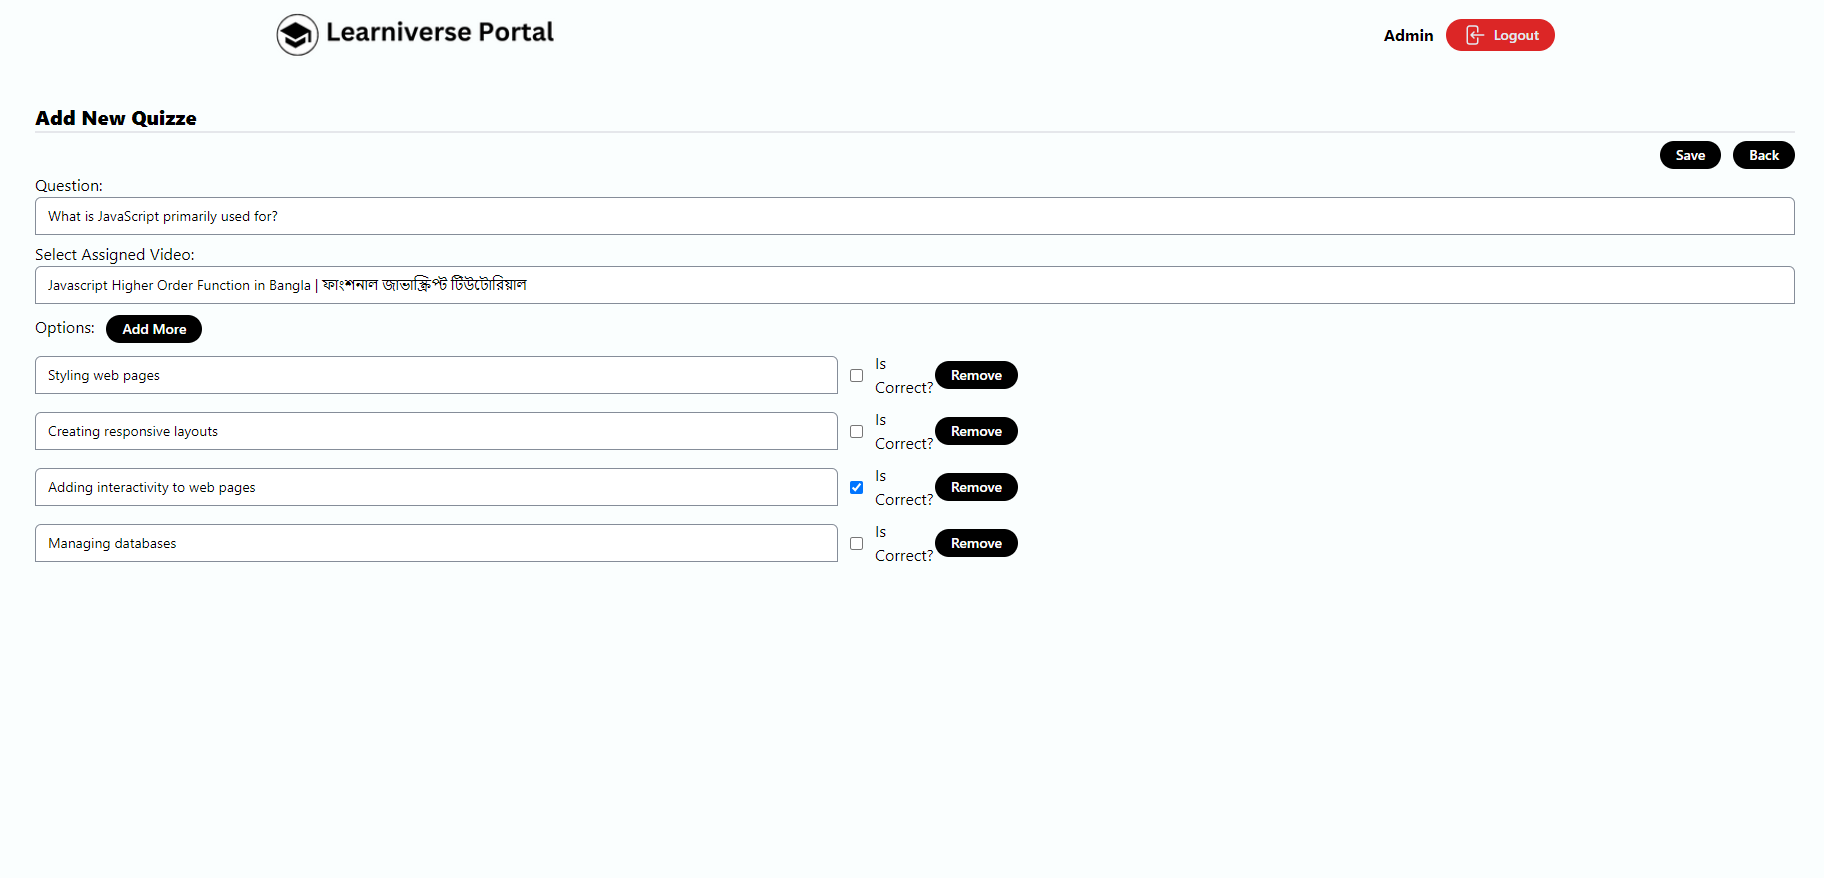 Learniverse Portal
Admin
Logout
Add New Quizze
Save
Back
Question:
What is JavaScript primarily used for?
Select Assigned Video:
Javascript Higher Order Function in Bangla | ফাংশনাল জাভাস্ক্রিপ্ট টিউটোরিয়াল
Options:
Add More
Styling web pages
Is
Correct?
Remove
Creating responsive layouts
Is
Correct?
Remove
Adding interactivity to web pages
Is
Correct?
Remove
Managing databases
Is
Correct?
Remove